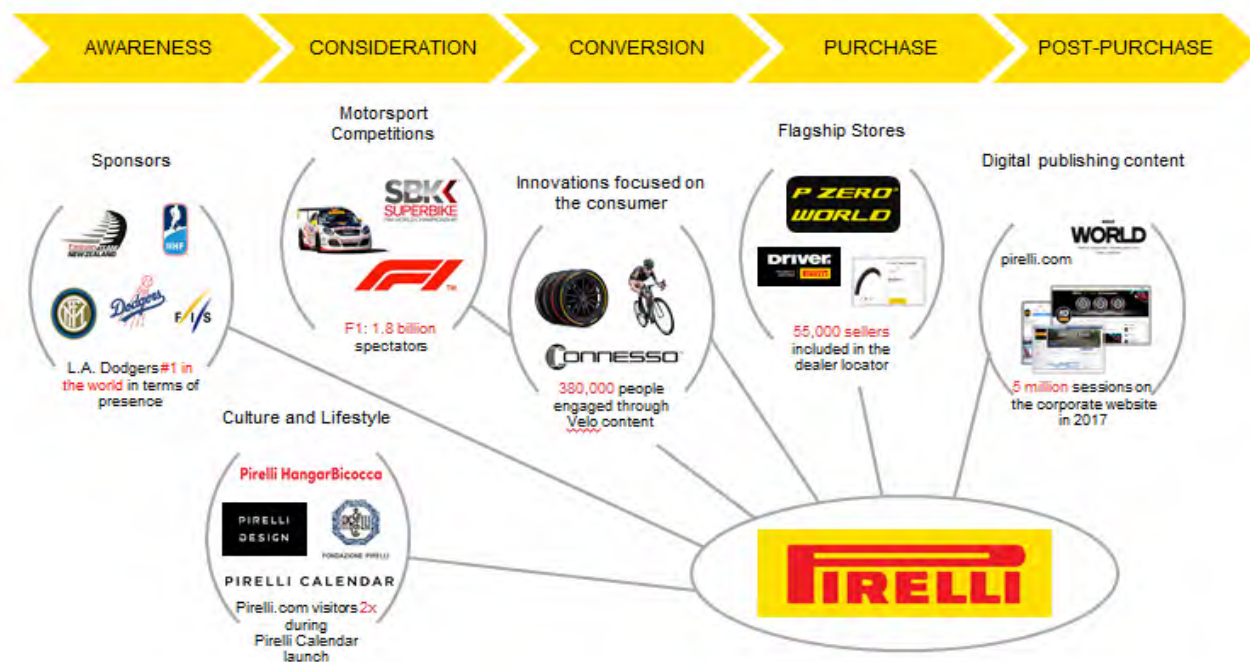 AWARENESS
CONSIDERATION
CONVERSION
PURCHASE
POST-PURCHASE
Sponsors
NEW ZEALAND
IIHF
Dodgers
F/I/S
L.A. Dodgers #1 in
the world in terms of
presence
Culture and Lifestyle
Pirelli HangarBicocca
PIRELLI
DESIGN
FONDAZIONE PIRELLI
PIRELLI CALENDAR
Pirelli.com visitors 2x
during
Pirelli Calendar
launch
Motorsport
Competitions
SBK
SUPERBIKE
F1
F1: 1.8 billion
spectators
Innovations focused on
the consumer
CONNESSO
380,000 people
engaged through
Velo content
Flagship Stores
P ZERO
WORLD
DRIVER
PIRELLI
55,000 sellers
included in the
dealer locator
Digital publishing content
WORLD
pirelli.com
5 million sessions on
the corporate website
in 2017
PIRELLI